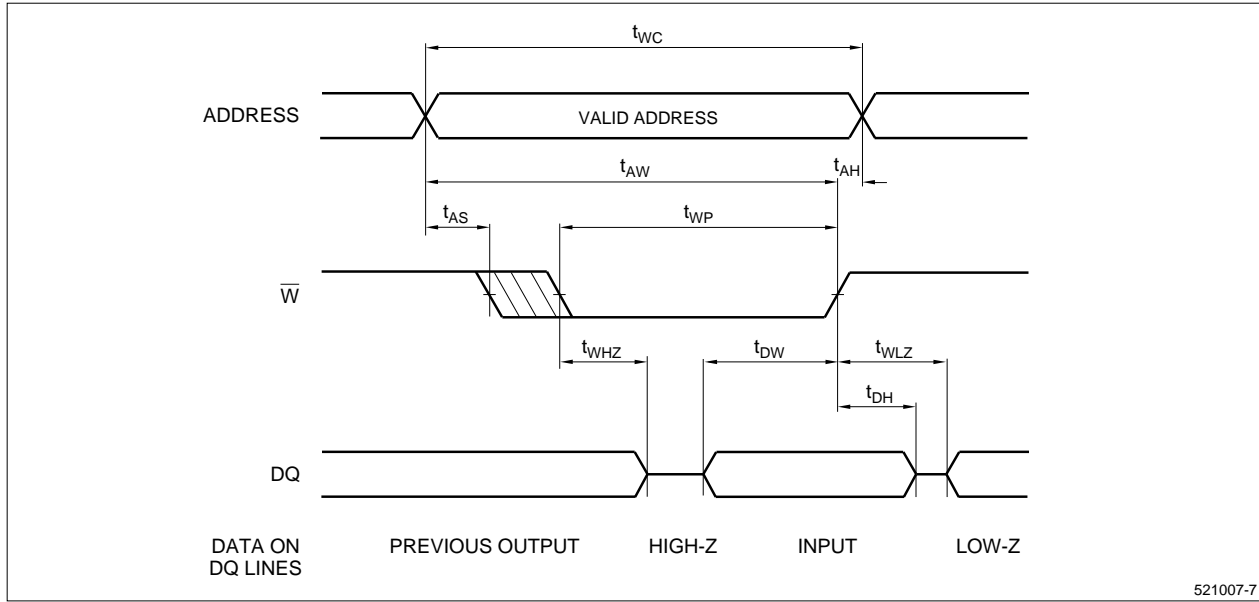 tWC
ADDRESS
VALID ADDRESS
tAW
tAH
tAS
tWP
W̅
tWHZ
tDW
tWLZ
tDH
DQ
DATA ON
DQ LINES
PREVIOUS OUTPUT
HIGH-Z
INPUT
LOW-Z
521007-7